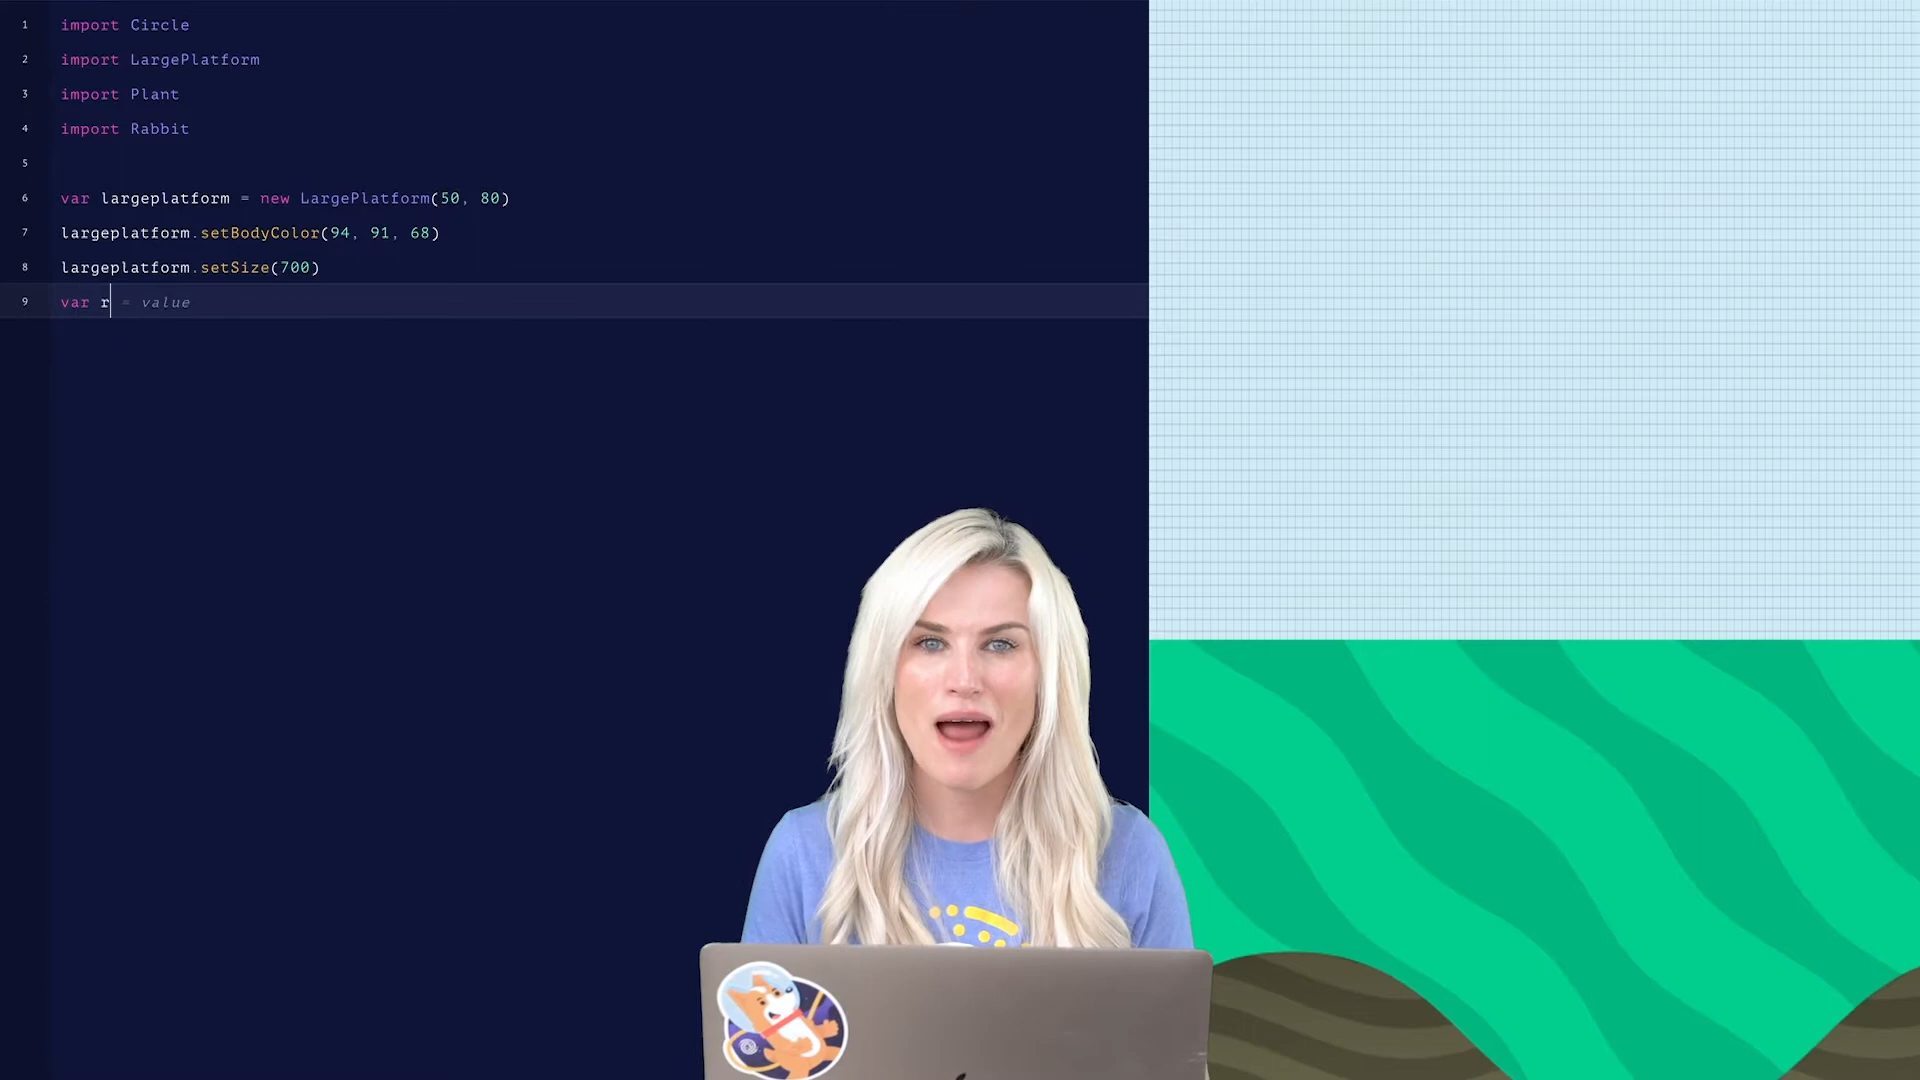 1 import Circle
2 import LargePlatform
3 import Plant
4 import Rabbit
5
6 var largeplatform = new LargePlatform(50, 80)
7 largeplatform.setBodyColor(94, 91, 68)
8 largeplatform.setSize(700)
9 var r = value